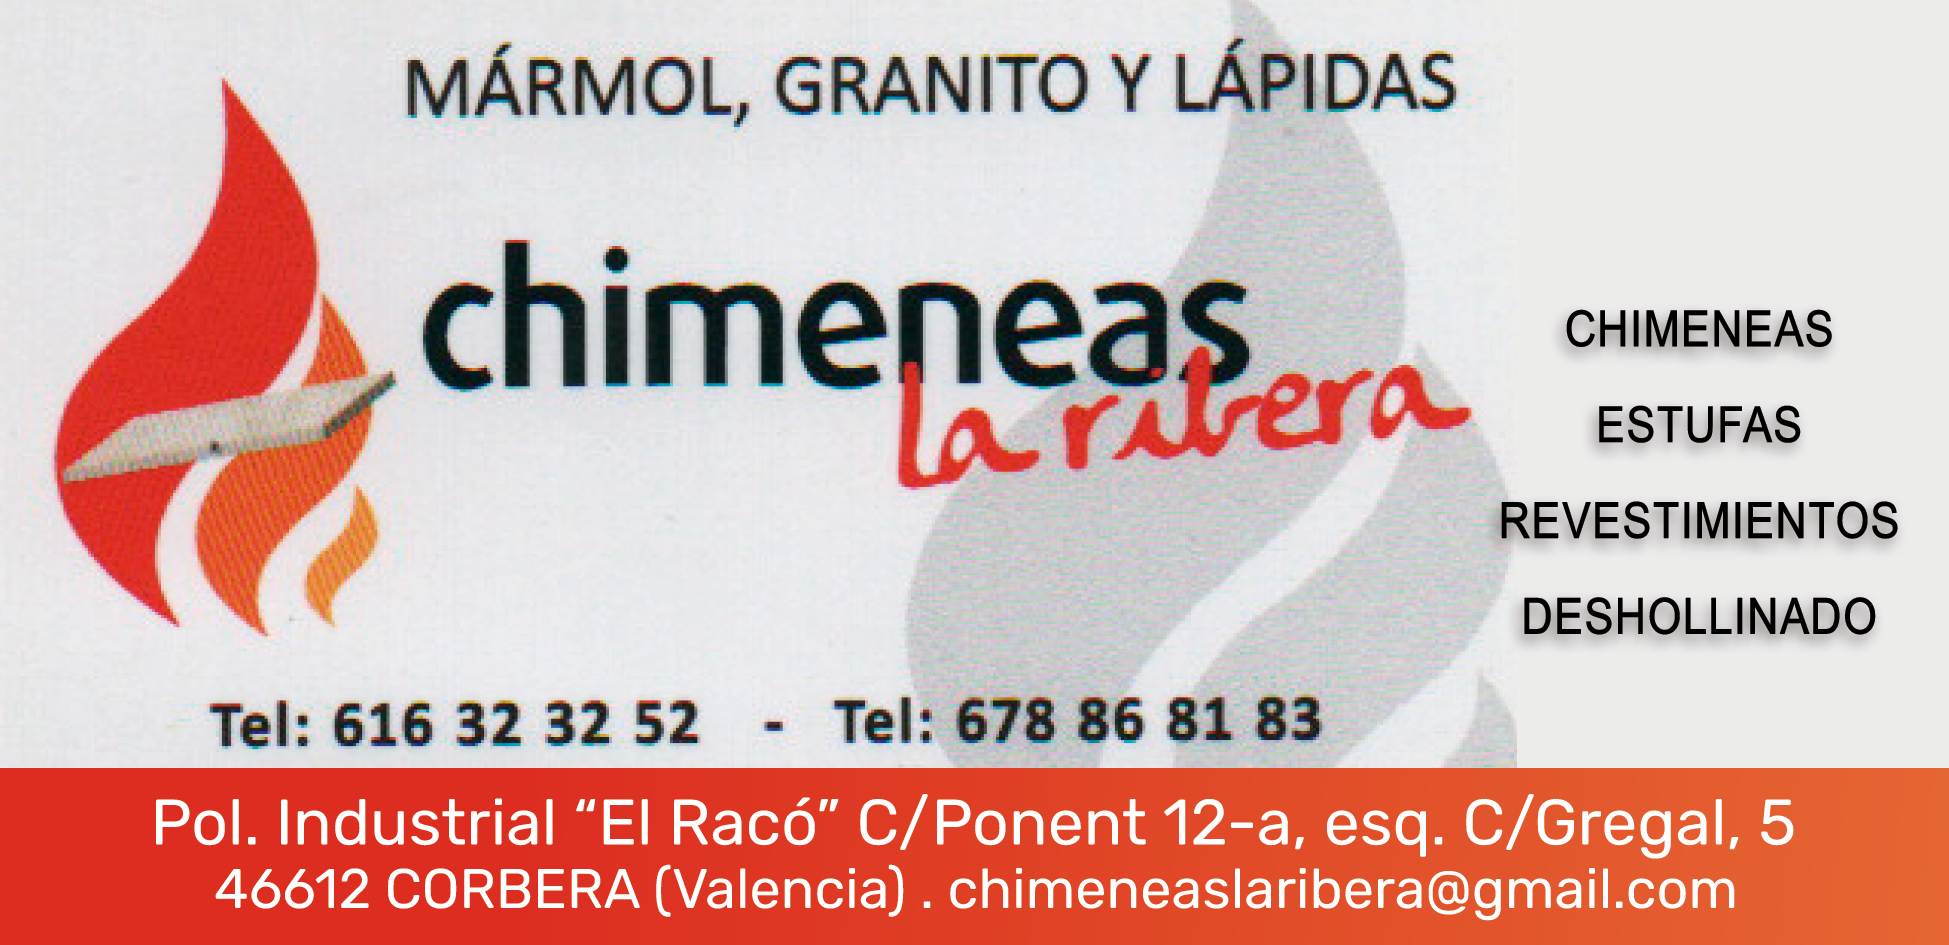 MÁRMOL, GRANITO Y LÁPIDAS
chimeneas
la ribera
CHIMENEAS
ESTUFAS
REVESTIMIENTOS
DESHOLLINADO
Tel: 616 32 32 52 - Tel: 678 86 81 83
Pol. Industrial “El Racó” C/Ponent 12-a, esq. C/Gregal, 5
46612 CORBERA (Valencia) . chimeneaslaribera@gmail.com